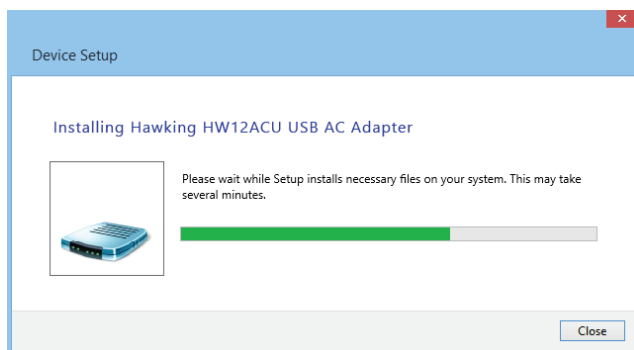 Device Setup
Installing Hawking HW12ACU USB AC Adapter
Please wait while Setup installs necessary files on your system. This may take
several minutes.
Close